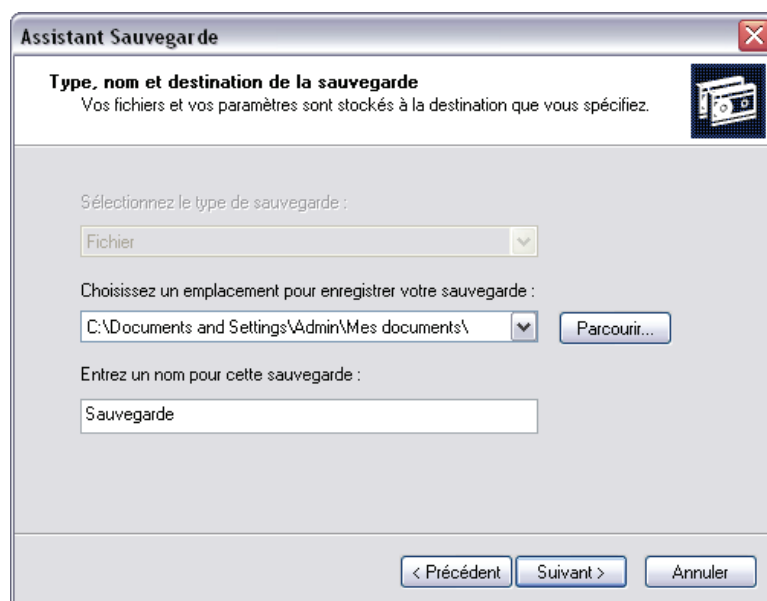 Assistant Sauvegarde
Type, nom et destination de la sauvegarde
Vos fichiers et vos paramètres sont stockés à la destination que vous spécifiez.
Sélectionnez le type de sauvegarde :
Fichier
Choisissez un emplacement pour enregistrer votre sauvegarde :
C:\Documents and Settings\Admin\Mes documents\
Parcourir...
Entrez un nom pour cette sauvegarde :
Sauvegarde
< Précédent Suivant > Annuler